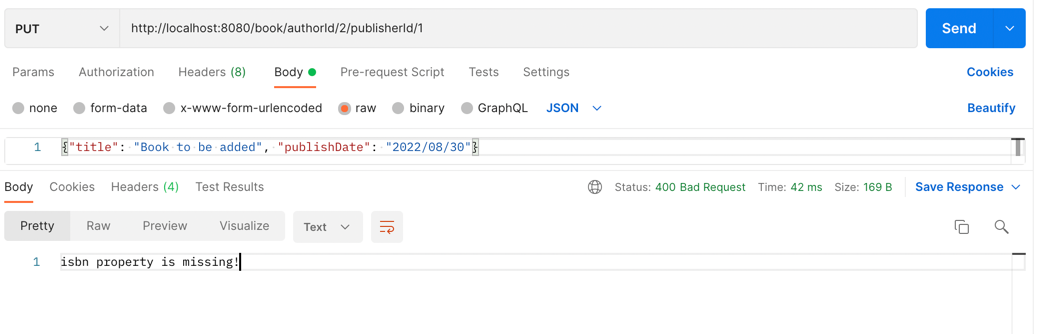 PUT http://localhost:8080/book/authorId/2/publisherId/1 Send
Params Authorization Headers (8) Body Pre-request Script Tests Settings Cookies
none form-data x-www-form-urlencoded raw binary GraphQL JSON Beautify
1 {"title": "Book to be added", "publishDate": "2022/08/30"}
Body Cookies Headers (4) Test Results Status: 400 Bad Request Time: 42 ms Size: 169 B Save Response
Pretty Raw Preview Visualize Text
1 isbn property is missing!